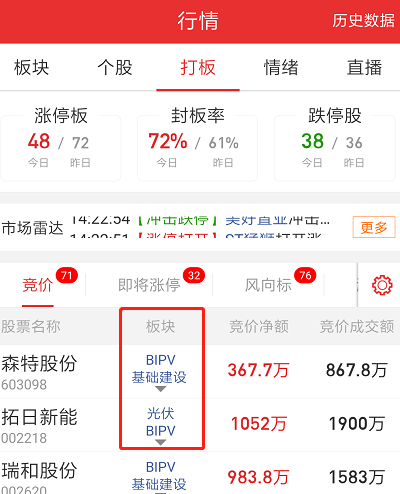 行情
历史数据
板块 个股 打板 情绪 直播
涨停板 封板率 跌停股
48 / 72 72% / 61% 38 / 36
今日 昨日 今日 昨日 今日 昨日
市场雷达
14:22:54【冲击跌停】美好置业冲击…
14:22:51【涨停打开】ST猛狮打开涨…
更多
竞价 71 即将涨停 32 风向标 76
股票名称 板块 竞价净额 竞价成交额
森特股份 BIPV 367.7万 867.8万
603098 基础建设
拓日新能 光伏 1052万 1900万
002218 BIPV
瑞和股份 BIPV 983.8万 1583万
002620 基础建设